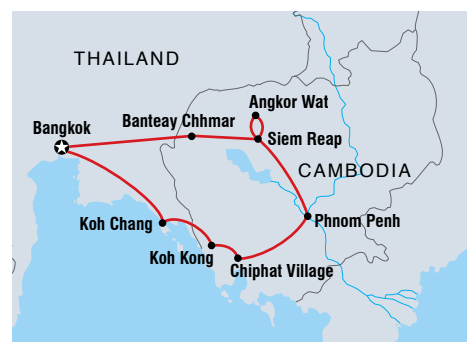 THAILAND
Angkor Wat
Banteay Chhmar
Bangkok
Siem Reap
CAMBODIA
Koh Chang
Phnom Penh
Koh Kong
Chiphat Village